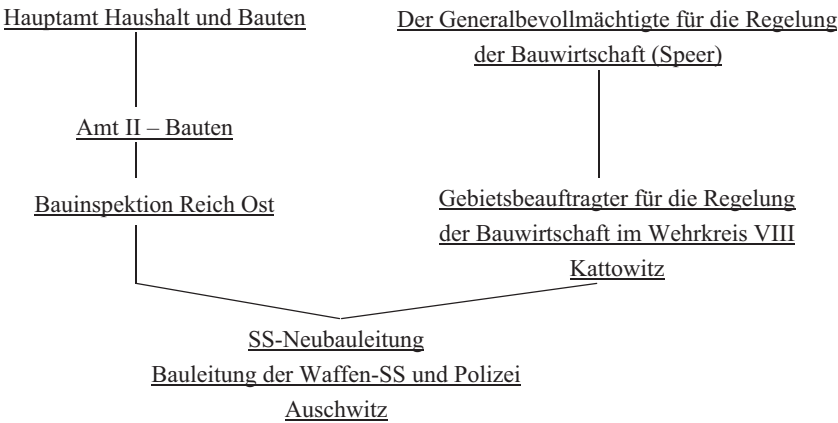 Hauptamt Haushalt und Bauten
Der Generalbevollmächtigte für die Regelung
der Bauwirtschaft (Speer)
Amt II – Bauten
Bauinspektion Reich Ost
Gebietsbeauftragter für die Regelung
der Bauwirtschaft im Wehrkreis VIII
Kattowitz
SS-Neubauleitung
Bauleitung der Waffen-SS und Polizei
Auschwitz